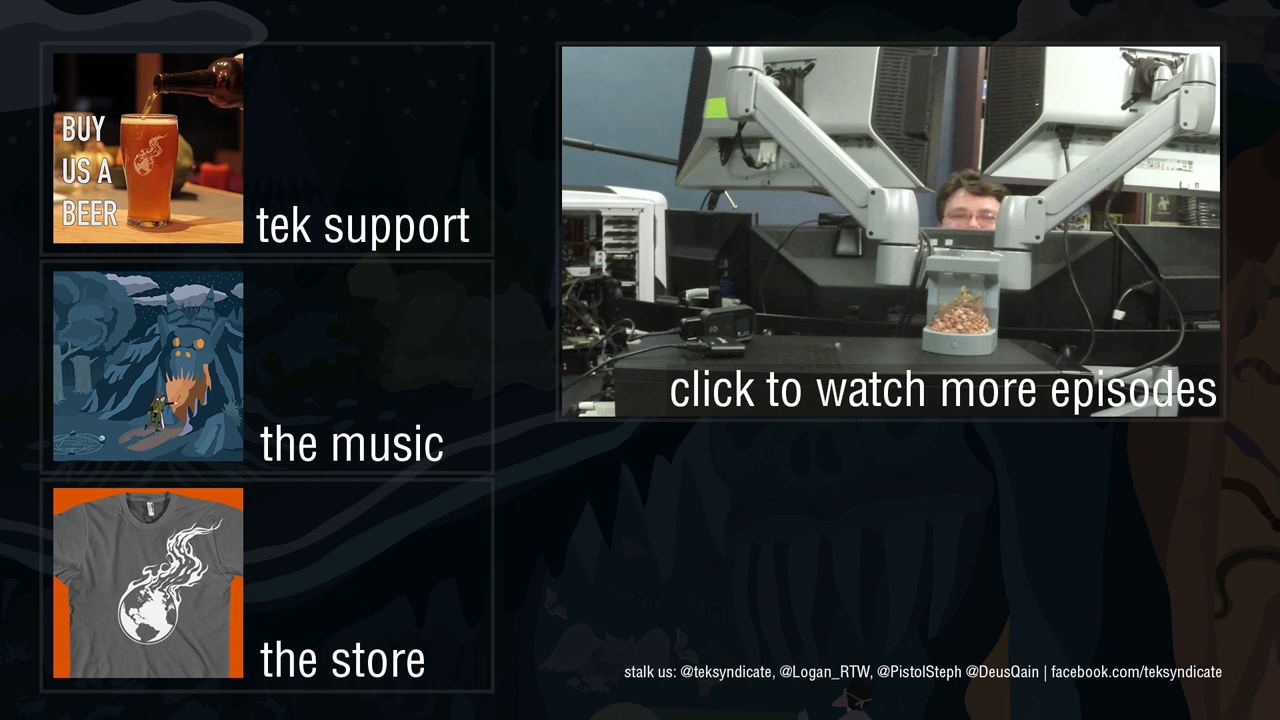 BUY
US A
BEER
tek support
the music
the store
click to watch more episodes
stalk us: @teksyndicate, @Logan_RTW, @PistolSteph @DeusQain | facebook.com/teksyndicate